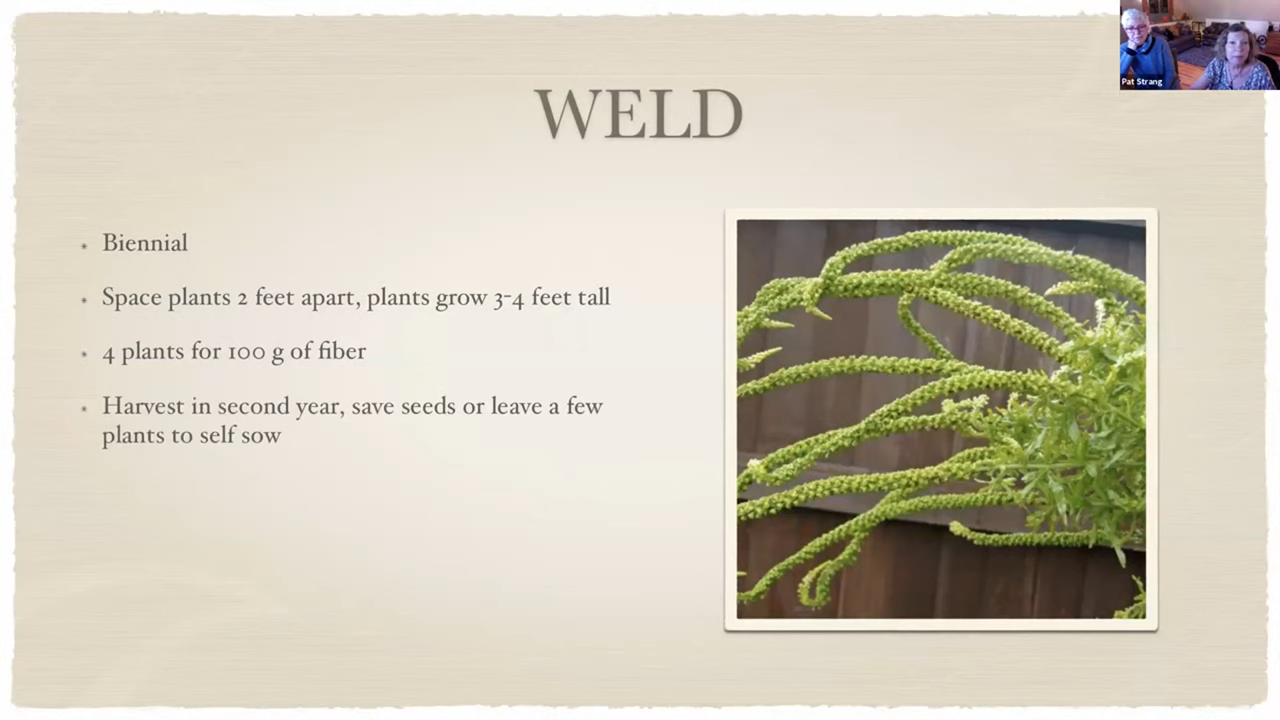 Pat Strang
WELD
Biennial
Space plants 2 feet apart, plants grow 3-4 feet tall
4 plants for 100 g of fiber
Harvest in second year, save seeds or leave a few
plants to self sow